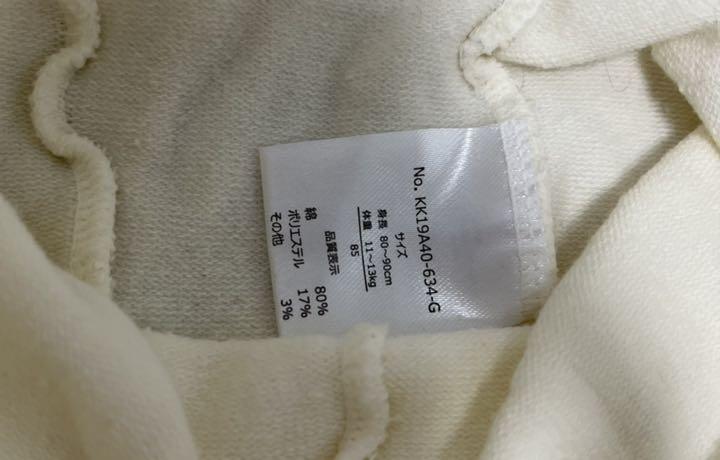 No. KK19A40-634-G
サイズ
身長 80～90cm
体重 11～13kg
85
品質表示
綿 80%
ポリエステル 17%
その他 3%